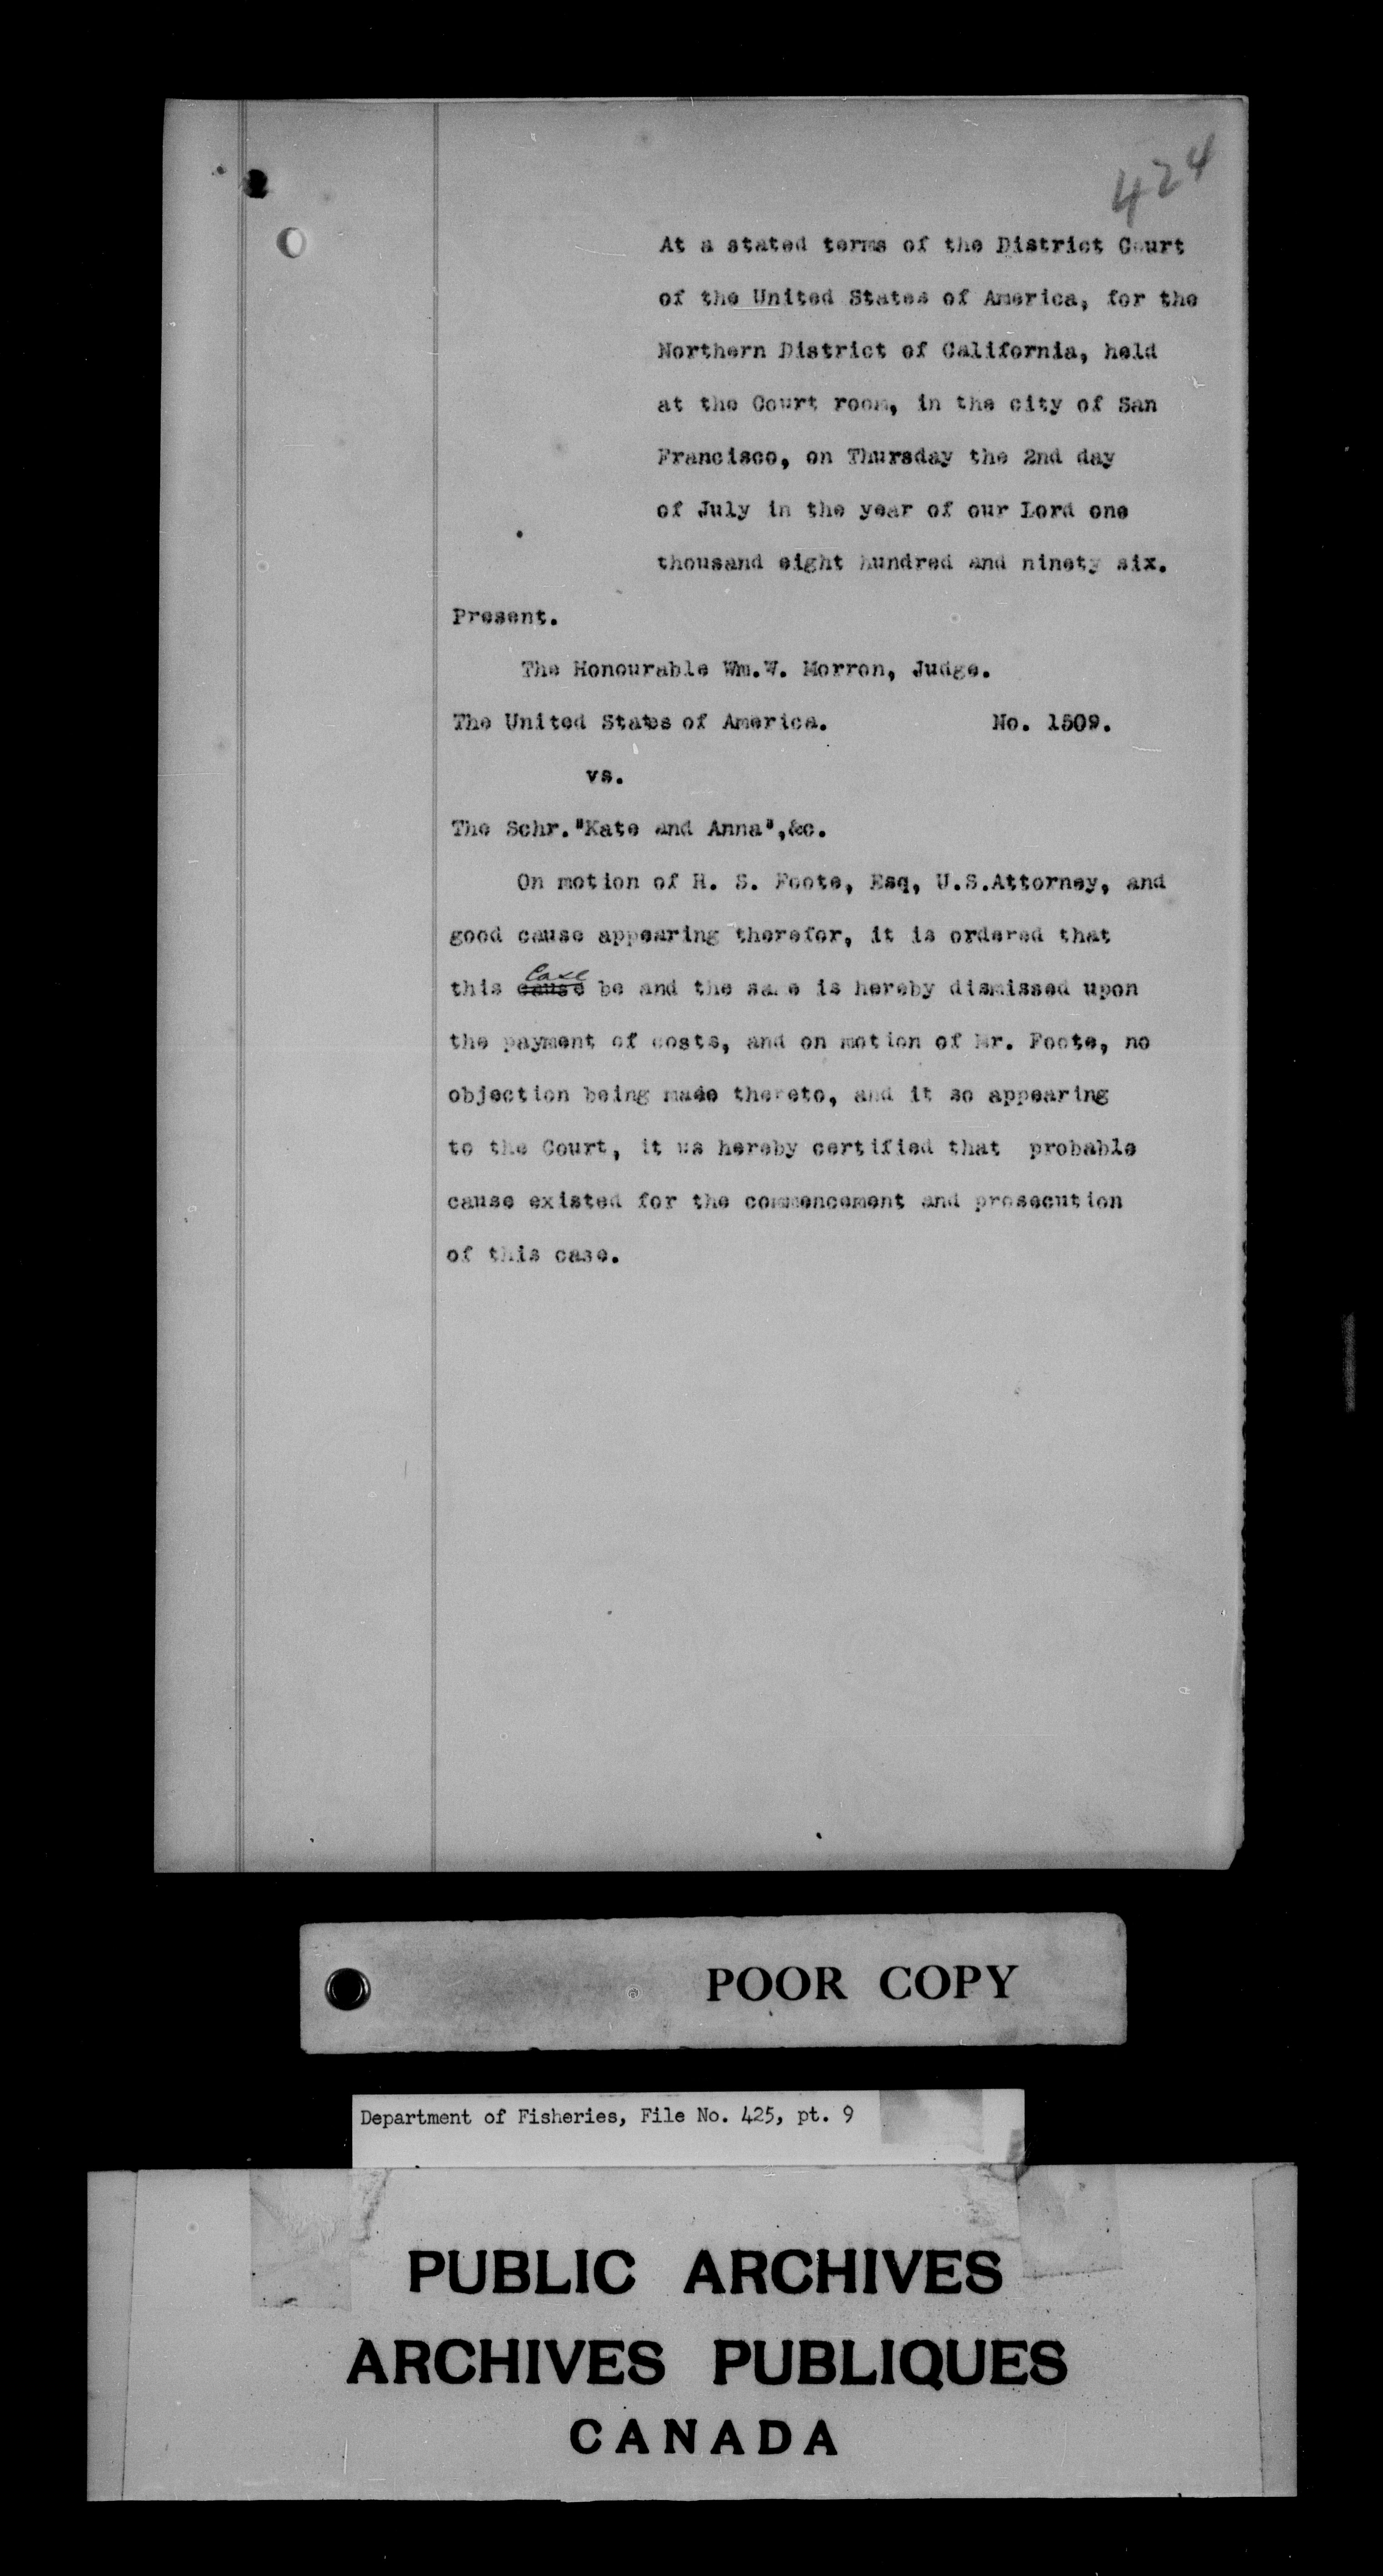 424
At a stated terms of the District Court
of the United States of America, for the
Northern District of California, held
at the Court room, in the city of San
Francisco, on Thursday the 2nd day
of July in the year of our Lord one
thousand eight hundred and ninety six.
Present.
The Honourable Wm.W. Morron, Judge.
The United States of America. No. 1509.
vs.
The Schr."Kate and Anna",&c.
On motion of H. S. Foote, Esq, U.S.Attorney, and
good cause appearing therefor, it is ordered that
Case
this cause be and the same is hereby dismissed upon
the payment of costs, and on motion of Mr. Foote, no
objection being made thereto, and it so appearing
to the Court, it us hereby certified that probable
cause existed for the commencement and prosecution
of this case.
POOR COPY
Department of Fisheries, File No. 425, pt. 9
PUBLIC ARCHIVES
ARCHIVES PUBLIQUES
CANADA